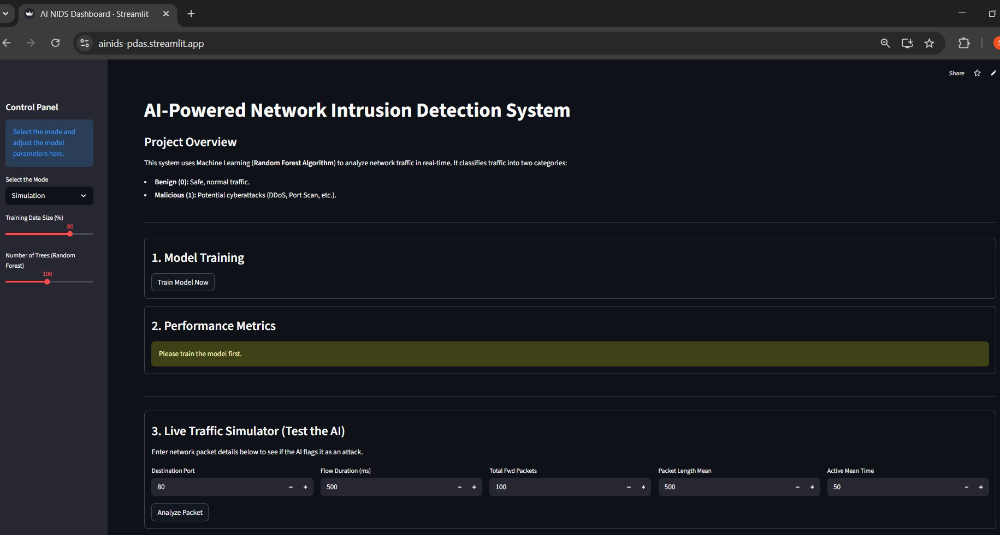 AI NIDS Dashboard · Streamlit
ainids-pdas.streamlit.app
Share
Control Panel
Select the mode and
adjust the model
parameters here.
Select the Mode
Simulation
Training Data Size (%)
80
Number of Trees (Random
Forest)
100
AI-Powered Network Intrusion Detection System
Project Overview
This system uses Machine Learning (Random Forest Algorithm) to analyze network traffic in real-time. It classifies traffic into two categories:
• Benign (0): Safe, normal traffic.
• Malicious (1): Potential cyberattacks (DDoS, Port Scan, etc.).
1. Model Training
Train Model Now
2. Performance Metrics
Please train the model first.
3. Live Traffic Simulator (Test the AI)
Enter network packet details below to see if the AI flags it as an attack.
Destination Port
80
Flow Duration (ms)
500
Total Fwd Packets
100
Packet Length Mean
500
Active Mean Time
50
Analyze Packet